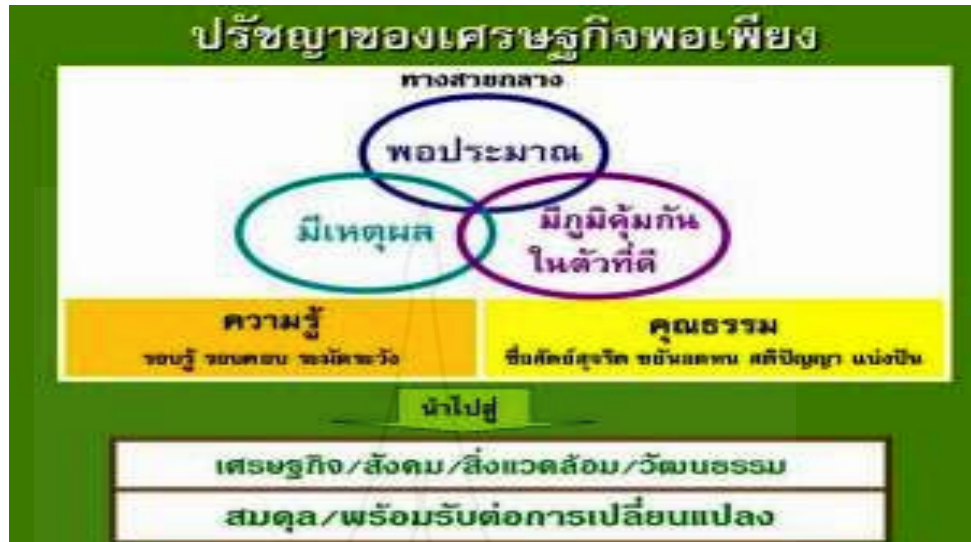 ปรัชญาของเศรษฐกิจพอเพียง
ทางสายกลาง
พอประมาณ
มีเหตุผล
มีภูมิคุ้มกัน
ในตัวที่ดี
ความรู้
รอบรู้ รอบคอบ ระมัดระวัง
คุณธรรม
ซื่อสัตย์สุจริต ขยันอดทน สติปัญญา แบ่งปัน
นำไปสู่
เศรษฐกิจ/สังคม/สิ่งแวดล้อม/วัฒนธรรม
สมดุล/พร้อมรับต่อการเปลี่ยนแปลง